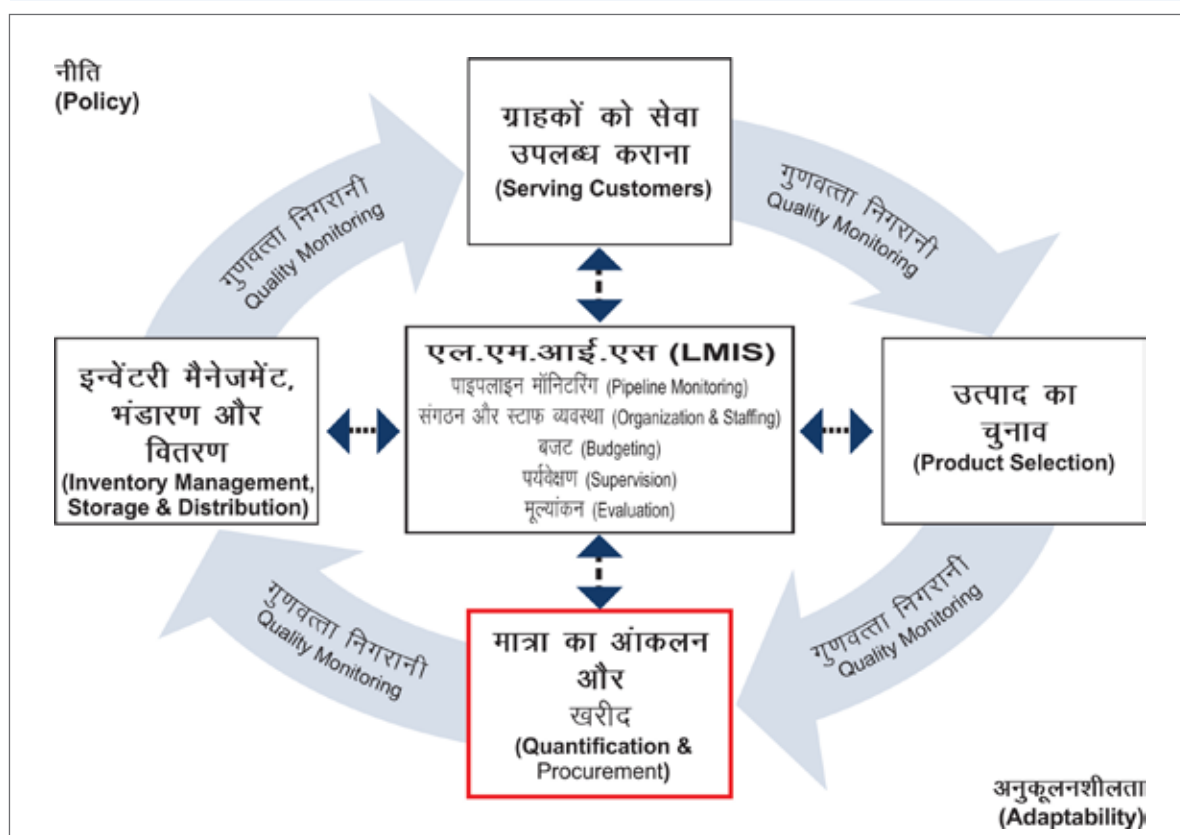 नीति
(Policy)
ग्राहकों को सेवा
उपलब्ध कराना
(Serving Customers)
गुणवत्ता निगरानी
Quality Monitoring
गुणवत्ता निगरानी
Quality Monitoring
इन्वेंटरी मैनेजमेंट,
भंडारण और
वितरण
(Inventory Management,
Storage & Distribution)
एल.एम.आई.एस (LMIS)
पाइपलाइन मॉनिटरिंग (Pipeline Monitoring)
संगठन और स्टाफ व्यवस्था (Organization & Staffing)
बजट (Budgeting)
पर्यवेक्षण (Supervision)
मूल्यांकन (Evaluation)
उत्पाद का
चुनाव
(Product Selection)
गुणवत्ता निगरानी
Quality Monitoring
गुणवत्ता निगरानी
Quality Monitoring
मात्रा का आंकलन
और
खरीद
(Quantification &
Procurement)
अनुकूलनशीलता
(Adaptability)